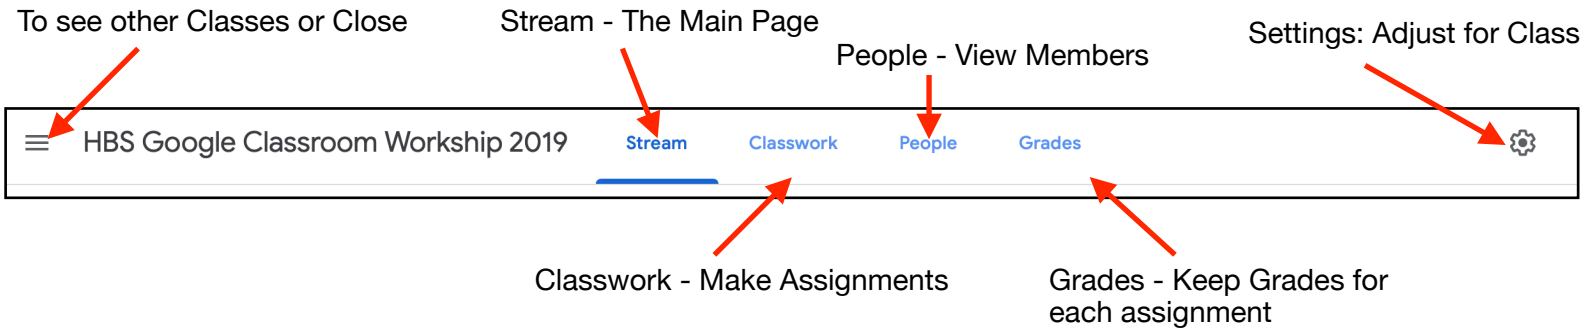 To see other Classes or Close
Stream - The Main Page
People - View Members
Settings: Adjust for Class
HBS Google Classroom Workship 2019
Stream
Classwork
People
Grades
Classwork - Make Assignments
Grades - Keep Grades for
each assignment